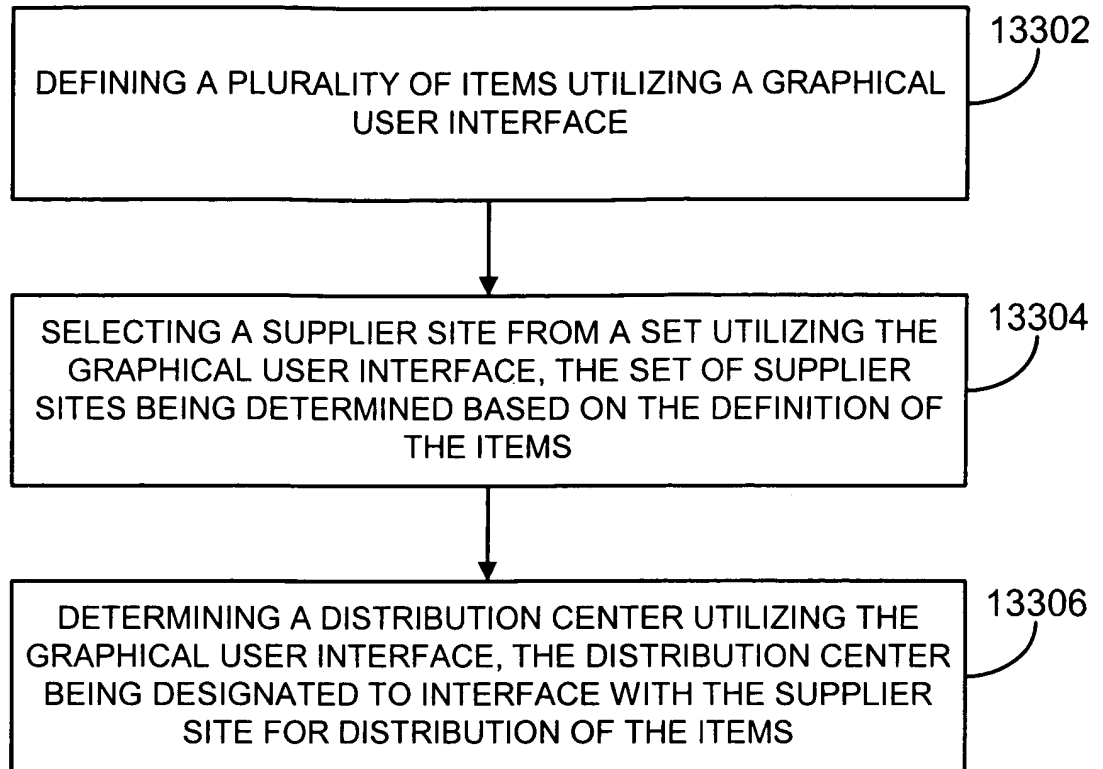 13302
DEFINING A PLURALITY OF ITEMS UTILIZING A GRAPHICAL
USER INTERFACE
13304
SELECTING A SUPPLIER SITE FROM A SET UTILIZING THE
GRAPHICAL USER INTERFACE, THE SET OF SUPPLIER
SITES BEING DETERMINED BASED ON THE DEFINITION OF
THE ITEMS
13306
DETERMINING A DISTRIBUTION CENTER UTILIZING THE
GRAPHICAL USER INTERFACE, THE DISTRIBUTION CENTER
BEING DESIGNATED TO INTERFACE WITH THE SUPPLIER
SITE FOR DISTRIBUTION OF THE ITEMS